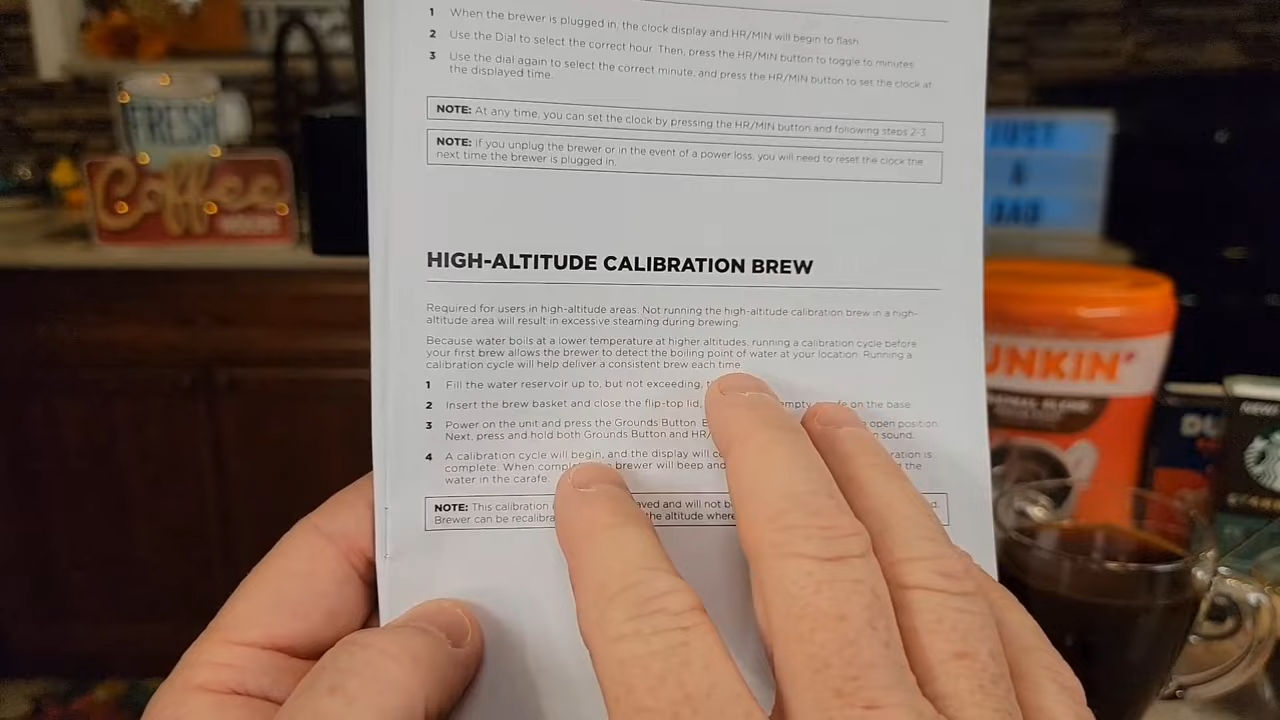 1 When the brewer is plugged in, the clock display and HR/MIN will begin to flash.
2 Use the Dial to select the correct hour. Then, press the HR/MIN button to toggle to minutes.
3 Use the dial again to select the correct minute, and press the HR/MIN button to set the clock at
the displayed time.
NOTE: At any time, you can set the clock by pressing the HR/MIN button and following steps 2-3.
NOTE: If you unplug the brewer or in the event of a power loss, you will need to reset the clock the
next time the brewer is plugged in.
HIGH-ALTITUDE CALIBRATION BREW
Required for users in high-altitude areas. Not running the high-altitude calibration brew in a high-
altitude area will result in excessive steaming during brewing.
Because water boils at a lower temperature at higher altitudes, running a calibration cycle before
your first brew allows the brewer to detect the boiling point of water at your location. Running a
calibration cycle will help deliver a consistent brew each time.
1 Fill the water reservoir up to, but not exceeding,
2 Insert the brew basket and close the flip-top lid, empty on the base.
3 Power on the unit and press the Grounds Button. open position.
Next, press and hold both Grounds Button and HR/ sound.
4 A calibration cycle will begin, and the display will
complete. When brewer will beep and the
water in the carafe.
NOTE: This calibration and will not
Brewer can be the altitude where
FRESH
Coffee
HOUSE
JUST
&
DAD
UNKIN'
DU
NEW